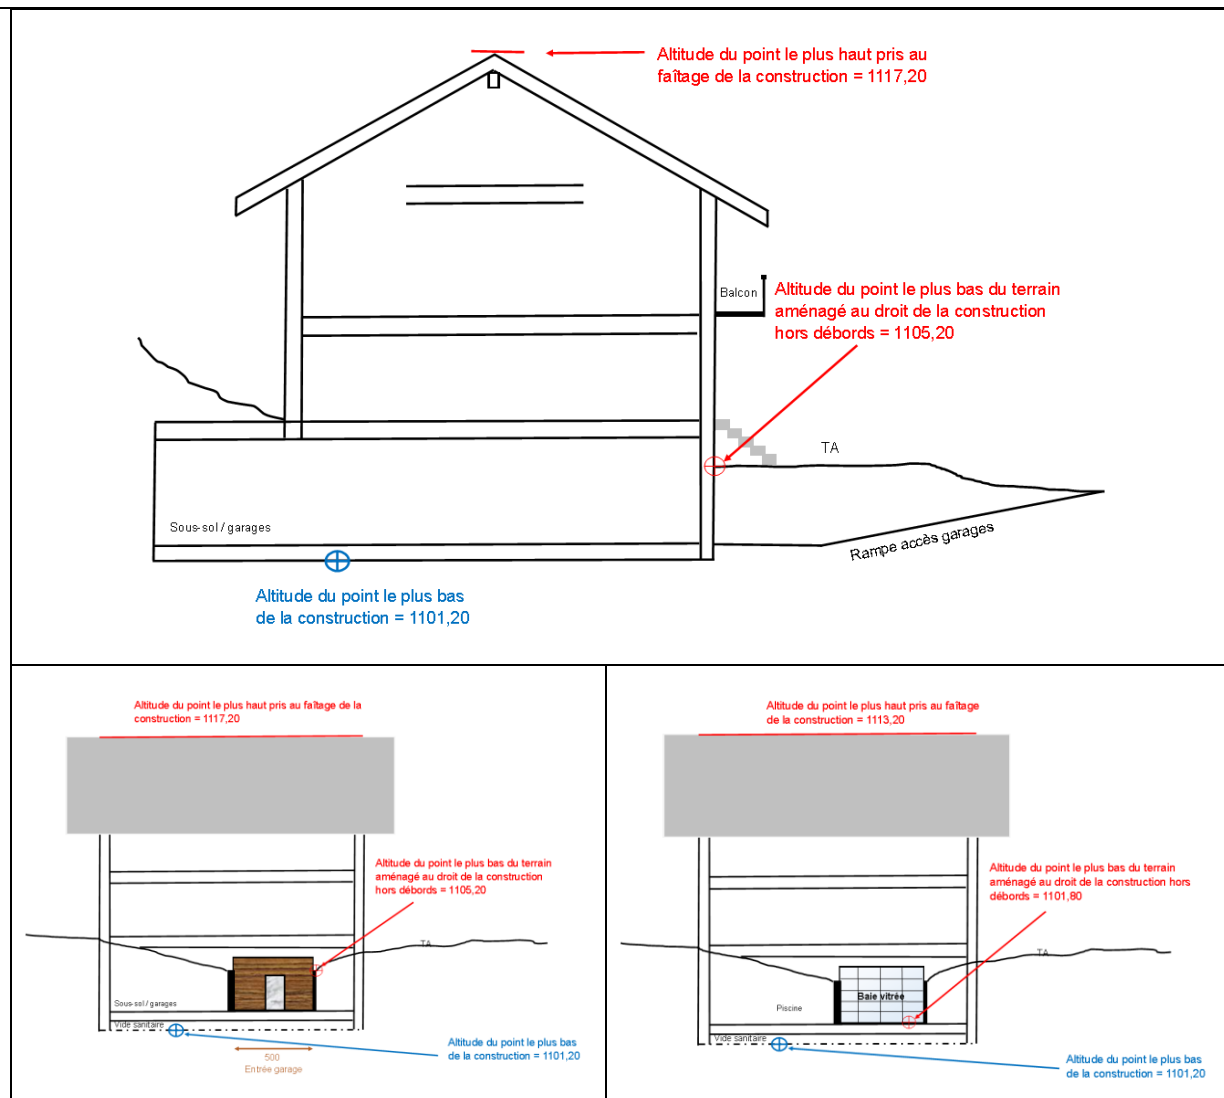 Altitude du point le plus haut pris au
faîtage de la construction = 1117,20
Balcon
Altitude du point le plus bas du terrain
aménagé au droit de la construction
hors débords = 1105,20
TA
Sous-sol / garages
Rampe accès garages
Altitude du point le plus bas
de la construction = 1101,20
Altitude du point le plus haut pris au faîtage de la
construction = 1117,20
Altitude du point le plus bas du terrain
aménagé au droit de la construction
hors débords = 1105,20
TA
Sous-sol / garages
Vide sanitaire
500
Entrée garage
Altitude du point le plus bas
de la construction = 1101,20
Altitude du point le plus haut pris au faîtage
de la construction = 1113,20
Altitude du point le plus bas du terrain
aménagé au droit de la construction hors
débords = 1101,80
TA
Baie vitrée
Piscine
Vide sanitaire
Altitude du point le plus bas
de la construction = 1101,20